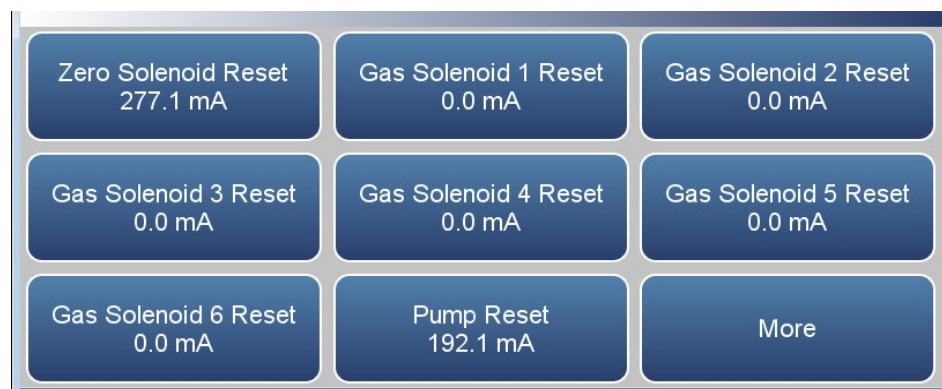 Zero Solenoid Reset
277.1 mA
Gas Solenoid 1 Reset
0.0 mA
Gas Solenoid 2 Reset
0.0 mA
Gas Solenoid 3 Reset
0.0 mA
Gas Solenoid 4 Reset
0.0 mA
Gas Solenoid 5 Reset
0.0 mA
Gas Solenoid 6 Reset
0.0 mA
Pump Reset
192.1 mA
More